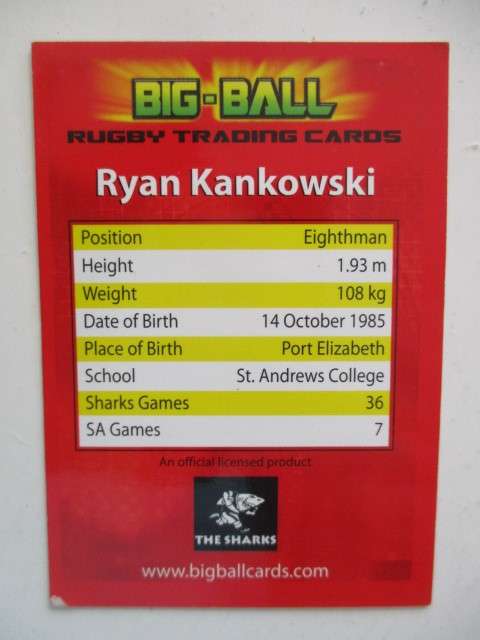 BIG-BALL
RUGBY TRADING CARDS
Ryan Kankowski
Position Eighthman
Height 1.93 m
Weight 108 kg
Date of Birth 14 October 1985
Place of Birth Port Elizabeth
School St. Andrews College
Sharks Games 36
SA Games 7
An official licensed product
THE SHARKS
www.bigballcards.com